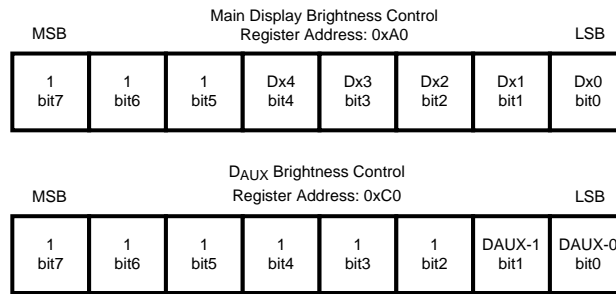 Main Display Brightness Control
MSB Register Address: 0xA0 LSB
1 1 1 Dx4 Dx3 Dx2 Dx1 Dx0
bit7 bit6 bit5 bit4 bit3 bit2 bit1 bit0
DAUX Brightness Control
MSB Register Address: 0xC0 LSB
1 1 1 1 1 1 DAUX-1 DAUX-0
bit7 bit6 bit5 bit4 bit3 bit2 bit1 bit0